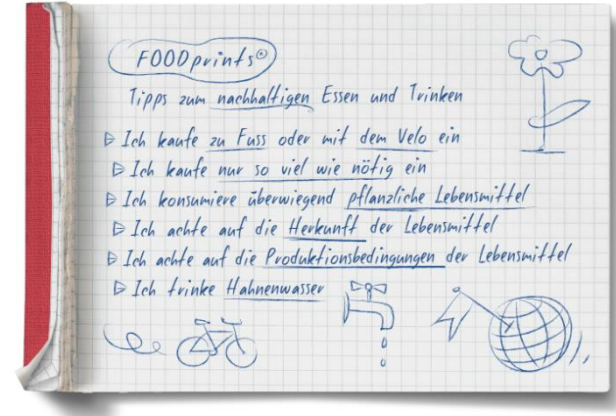 FOODprints®
Tipps zum nachhaltigen Essen und Trinken
Ich kaufe zu Fuss oder mit dem Velo ein
Ich kaufe nur so viel wie nötig ein
Ich konsumiere überwiegend pflanzliche Lebensmittel
Ich achte auf die Herkunft der Lebensmittel
Ich achte auf die Produktionsbedingungen der Lebensmittel
Ich trinke Hahnenwasser